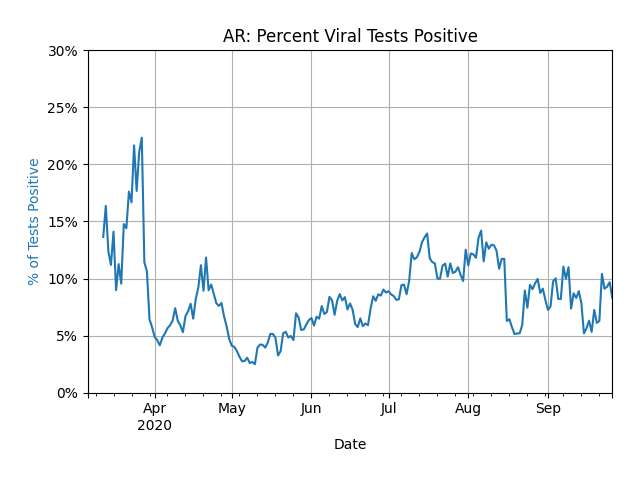 AR: Percent Viral Tests Positive
30%
25%
20%
15%
10%
5%
0%
% of Tests Positive
Apr
2020
May
Jun
Jul
Aug
Sep
Date